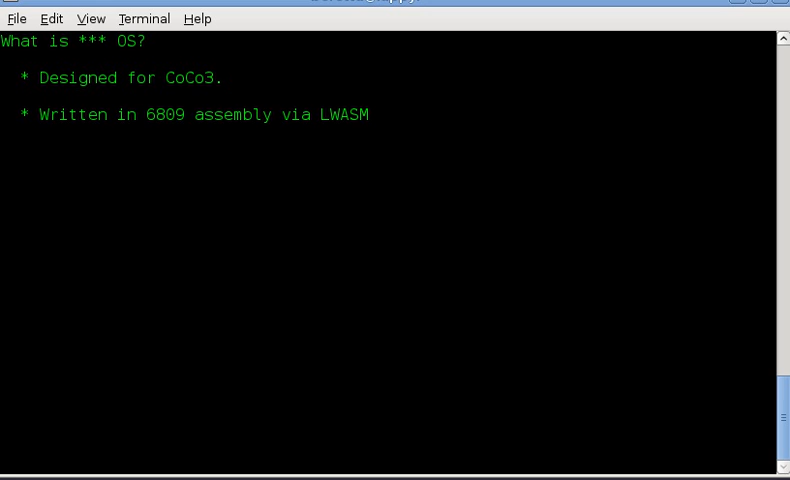 File Edit View Terminal Help
What is *** OS?
* Designed for CoCo3.
* Written in 6809 assembly via LWASM